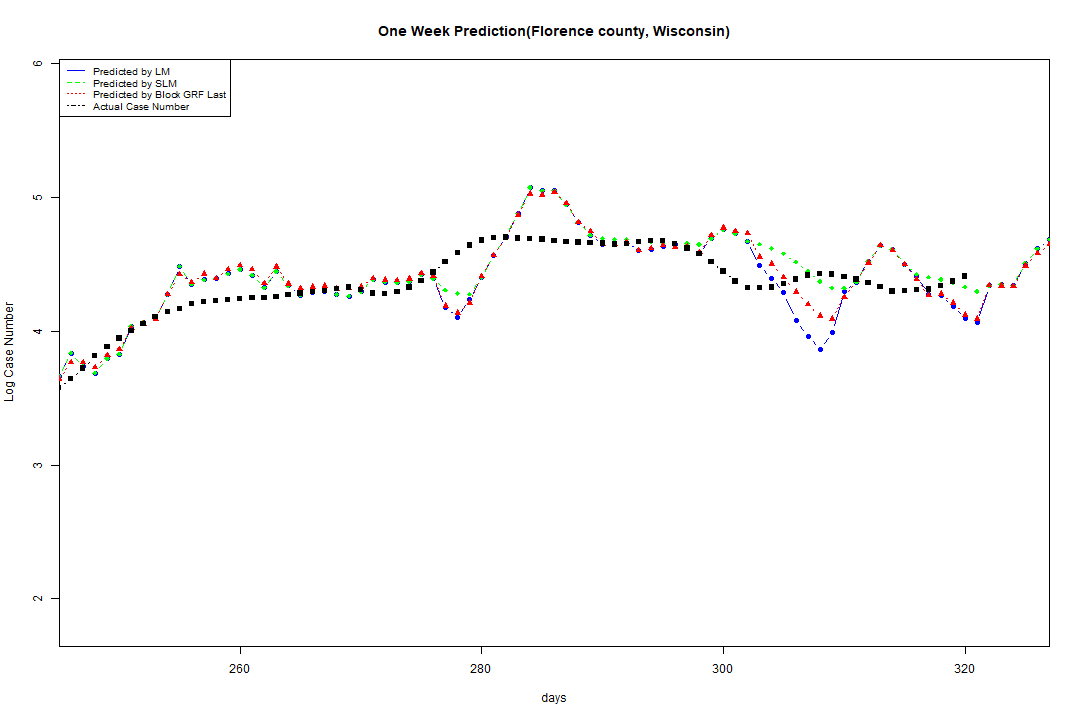 One Week Prediction(Florence county, Wisconsin)
Predicted by LM
Predicted by SLM
Predicted by Block GRF Last
Actual Case Number
6
5
4
3
2
Log Case Number
260 280 300 320
days